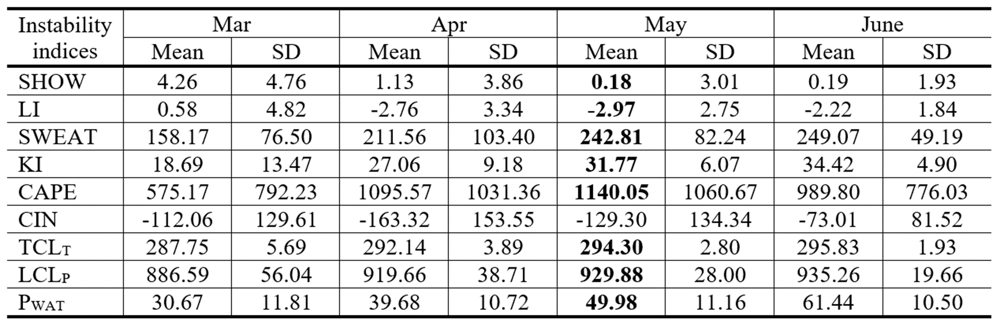 Instability indices Mar Apr May June
Mean SD Mean SD Mean SD Mean SD
SHOW 4.26 4.76 1.13 3.86 0.18 3.01 0.19 1.93
LI 0.58 4.82 -2.76 3.34 -2.97 2.75 -2.22 1.84
SWEAT 158.17 76.50 211.56 103.40 242.81 82.24 249.07 49.19
KI 18.69 13.47 27.06 9.18 31.77 6.07 34.42 4.90
CAPE 575.17 792.23 1095.57 1031.36 1140.05 1060.67 989.80 776.03
CIN -112.06 129.61 -163.32 153.55 -129.30 134.34 -73.01 81.52
TCLT 287.75 5.69 292.14 3.89 294.30 2.80 295.83 1.93
LCLP 886.59 56.04 919.66 38.71 929.88 28.00 935.26 19.66
PWAT 30.67 11.81 39.68 10.72 49.98 11.16 61.44 10.50